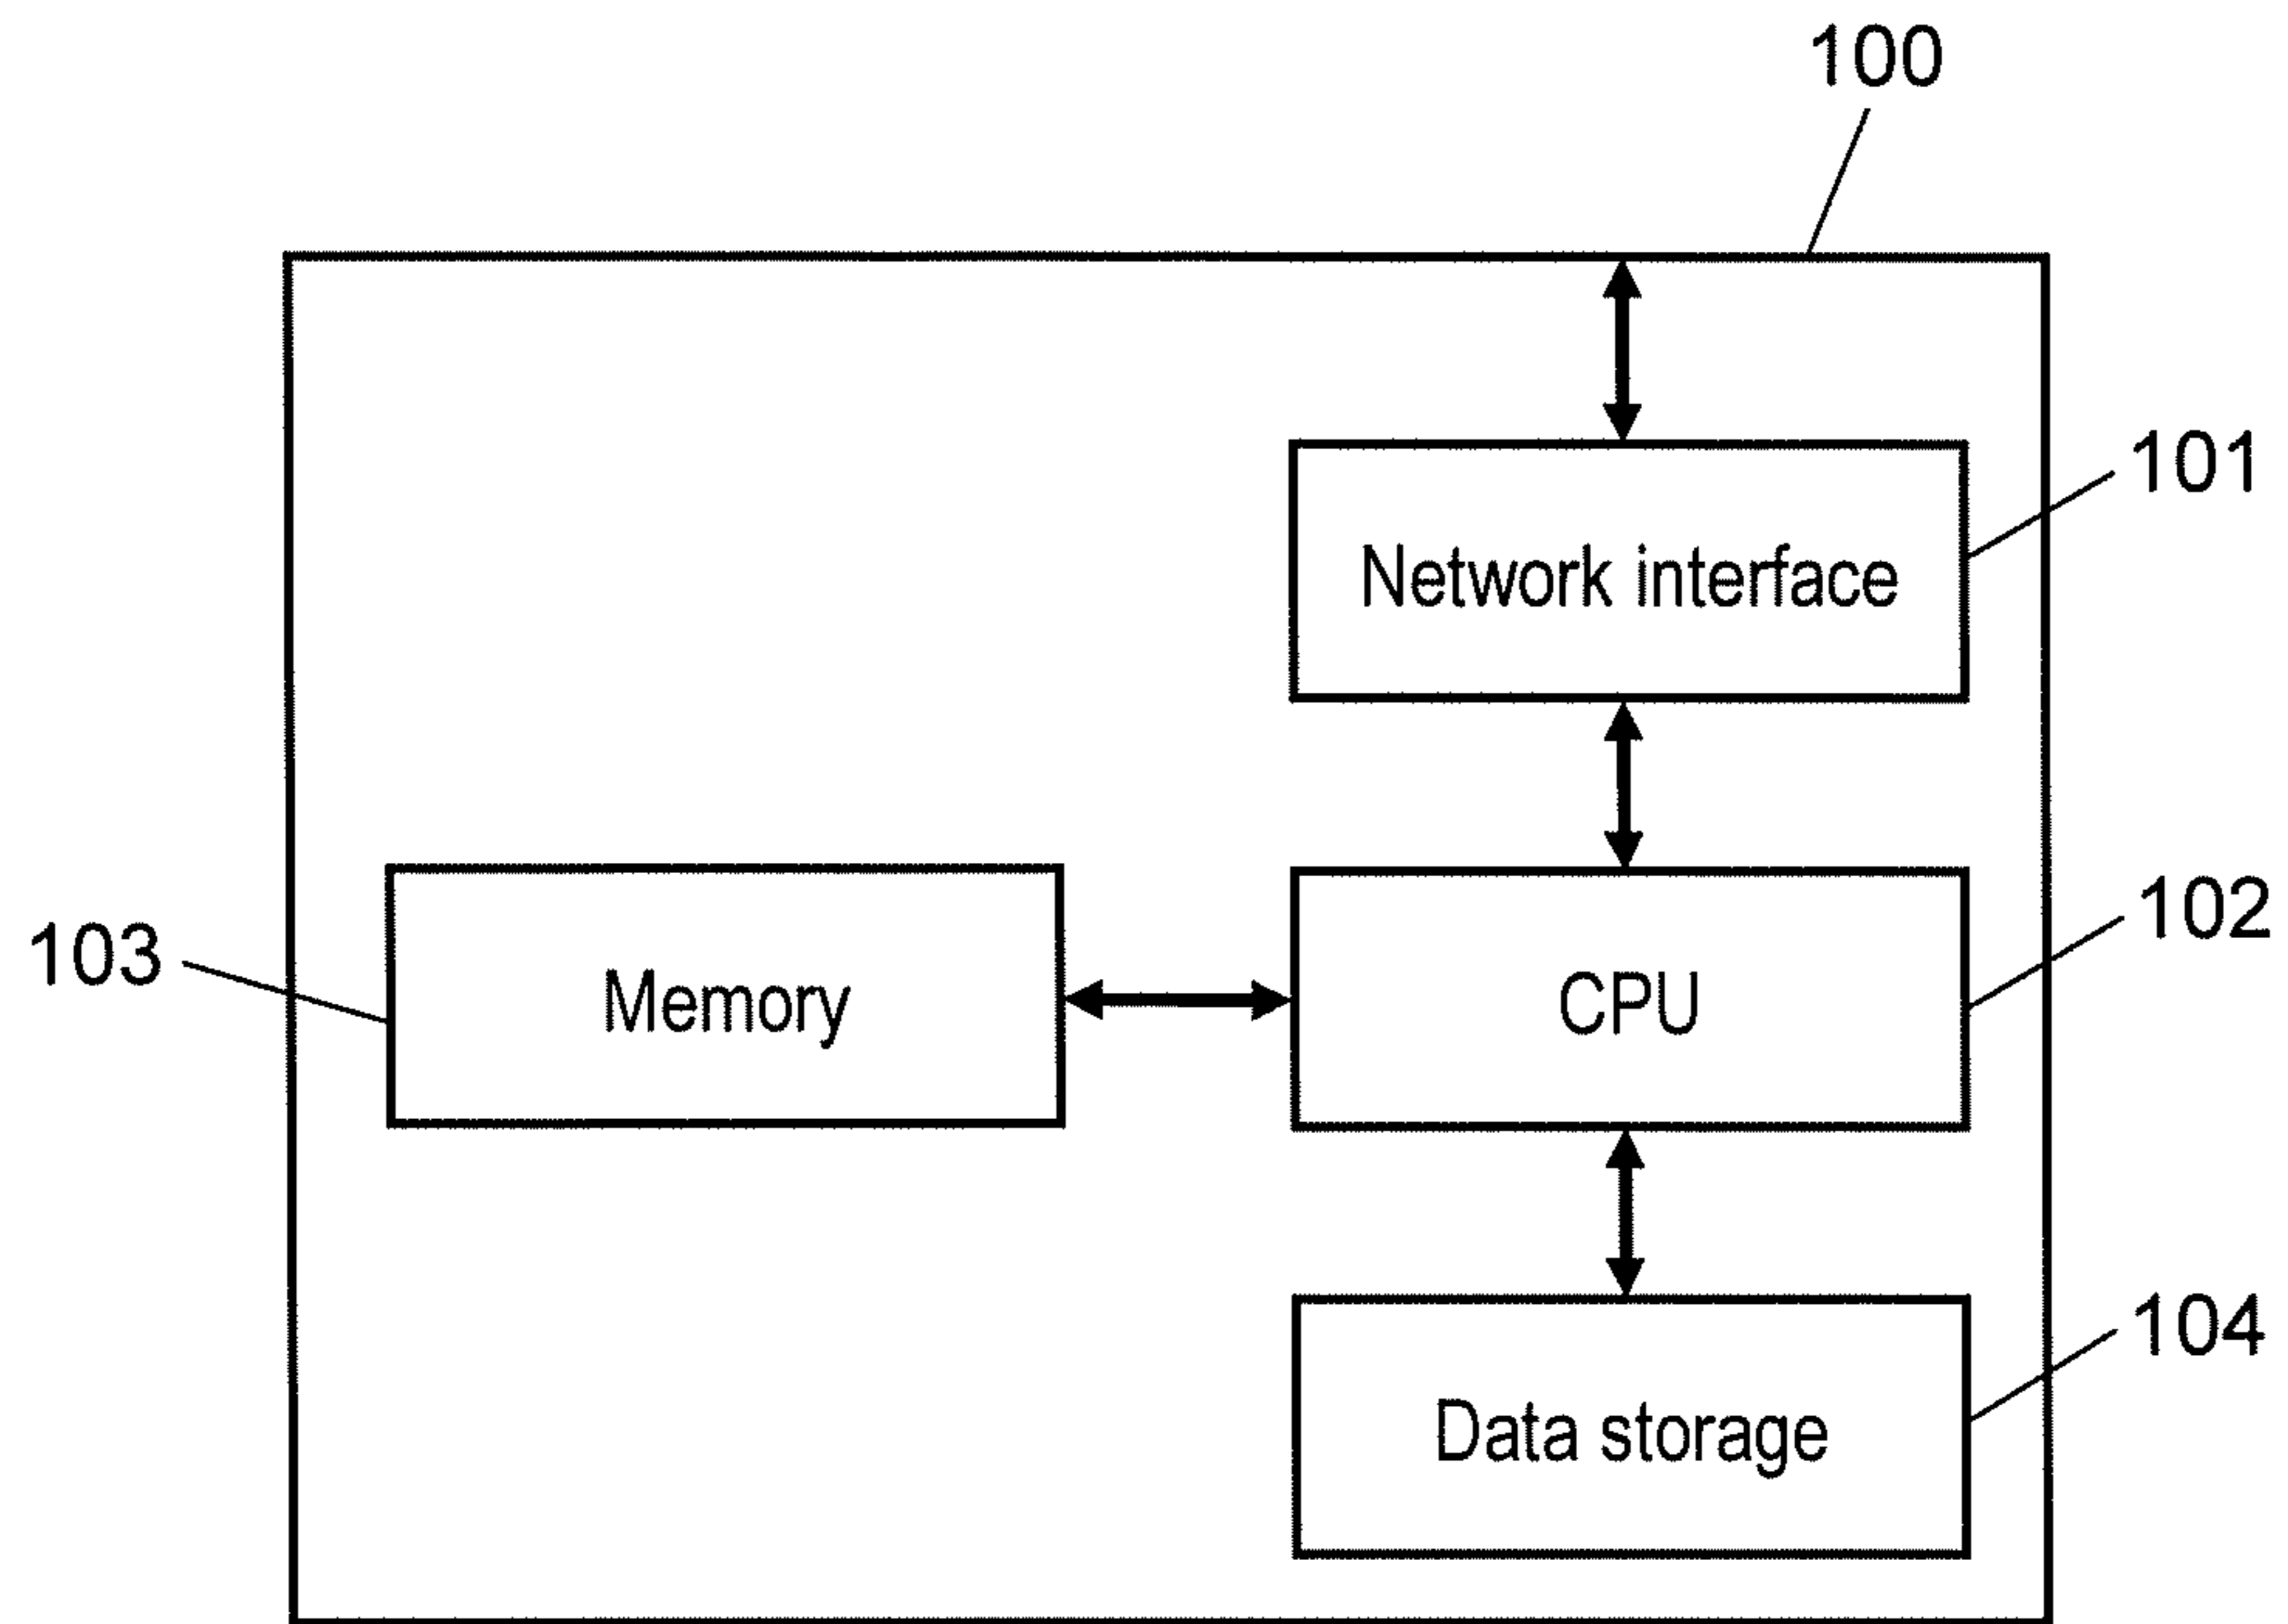 100
101
Network interface
102
103
Memory
CPU
104
Data storage